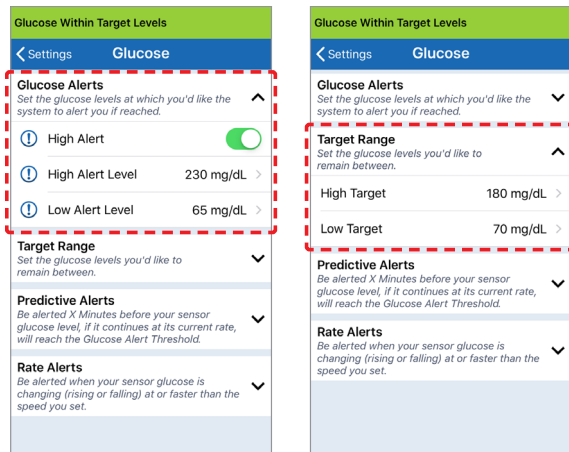 Glucose Within Target Levels
Settings Glucose
Glucose Alerts
Set the glucose levels at which you'd like the
system to alert you if reached.
High Alert
High Alert Level 230 mg/dL
Low Alert Level 65 mg/dL
Target Range
Set the glucose levels you'd like to
remain between.
Predictive Alerts
Be alerted X Minutes before your sensor
glucose level, if it continues at its current rate,
will reach the Glucose Alert Threshold.
Rate Alerts
Be alerted when your sensor glucose is
changing (rising or falling) at or faster than the
speed you set.
Glucose Within Target Levels
Settings Glucose
Glucose Alerts
Set the glucose levels at which you'd like the
system to alert you if reached.
Target Range
Set the glucose levels you'd like to
remain between.
High Target 180 mg/dL
Low Target 70 mg/dL
Predictive Alerts
Be alerted X Minutes before your sensor
glucose level, if it continues at its current rate,
will reach the Glucose Alert Threshold.
Rate Alerts
Be alerted when your sensor glucose is
changing (rising or falling) at or faster than the
speed you set.